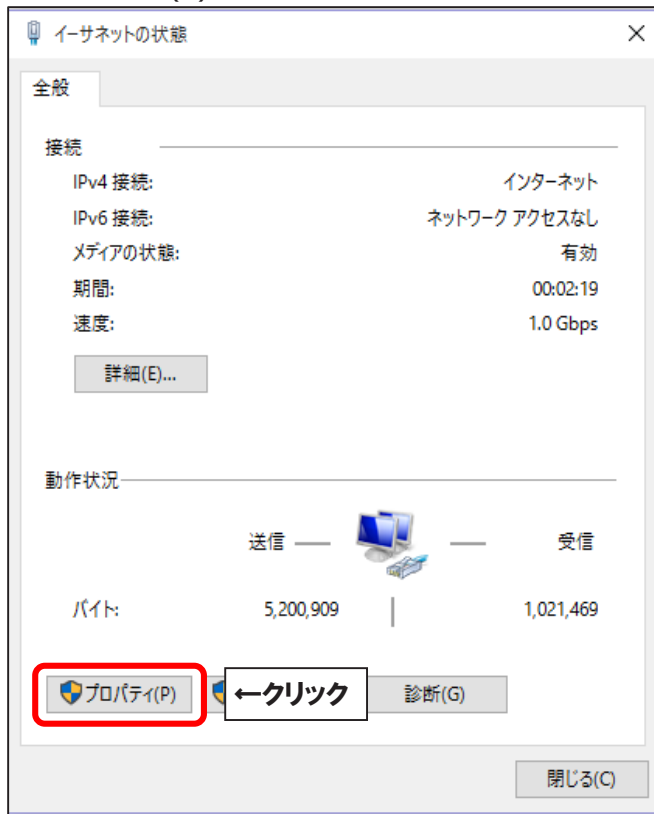 イーサネットの状態
全般
接続
IPv4 接続: インターネット
IPv6 接続: ネットワーク アクセスなし
メディアの状態: 有効
期間: 00:02:19
速度: 1.0 Gbps
詳細(E)...
動作状況
送信 受信
バイト: 5,200,909 1,021,469
プロパティ(P) ←クリック 診断(G)
閉じる(C)